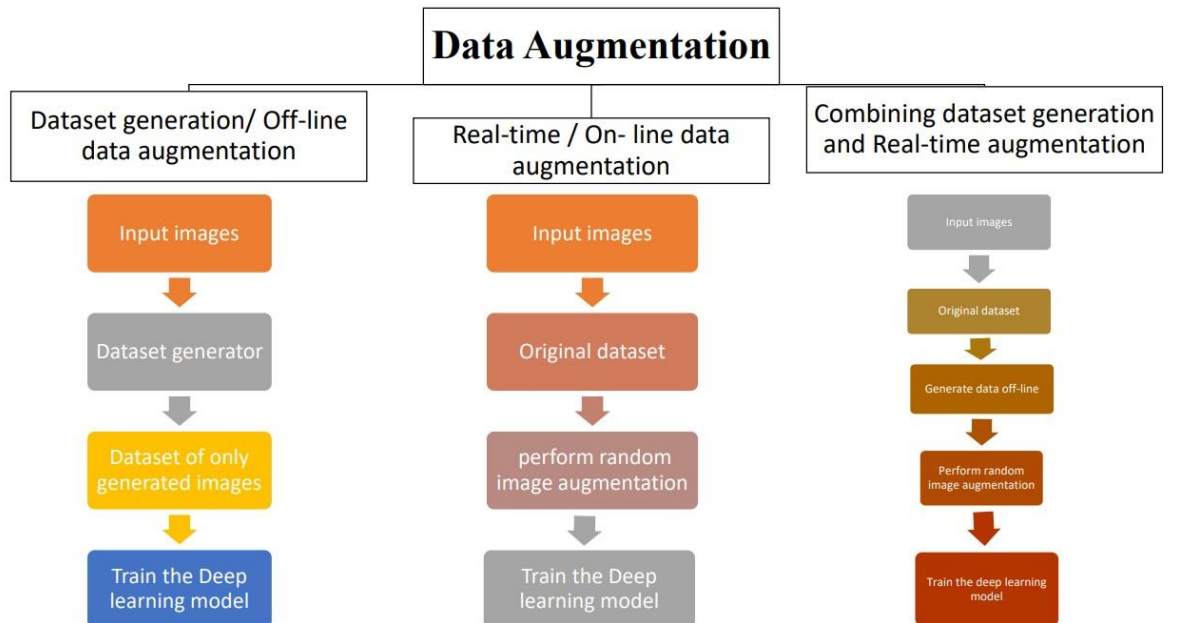 Data Augmentation
Dataset generation/ Off-line
data augmentation
Input images
Dataset generator
Dataset of only
generated images
Train the Deep
learning model
Real-time / On- line data
augmentation
Input images
Original dataset
perform random
image augmentation
Train the Deep
learning model
Combining dataset generation
and Real-time augmentation
Input images
Original dataset
Generate data off-line
Perform random
image augmentation
Train the deep learning
model